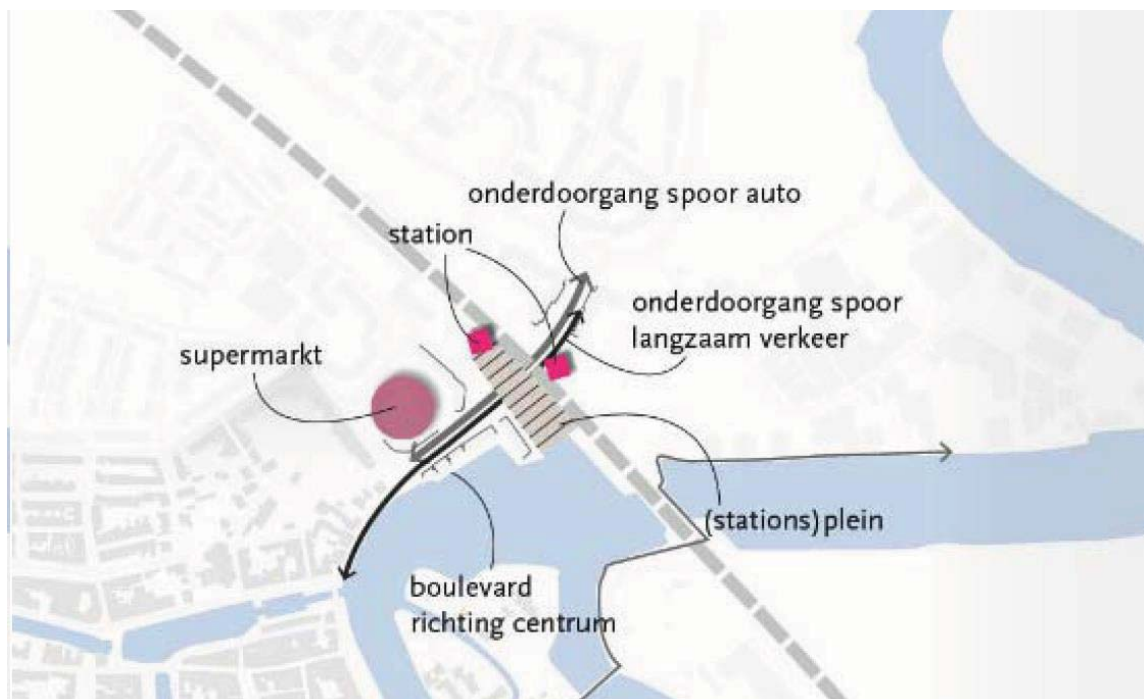 onderdoorgang spoor auto
station
onderdoorgang spoor
langzaam verkeer
supermarkt
(stations)plein
boulevard
richting centrum